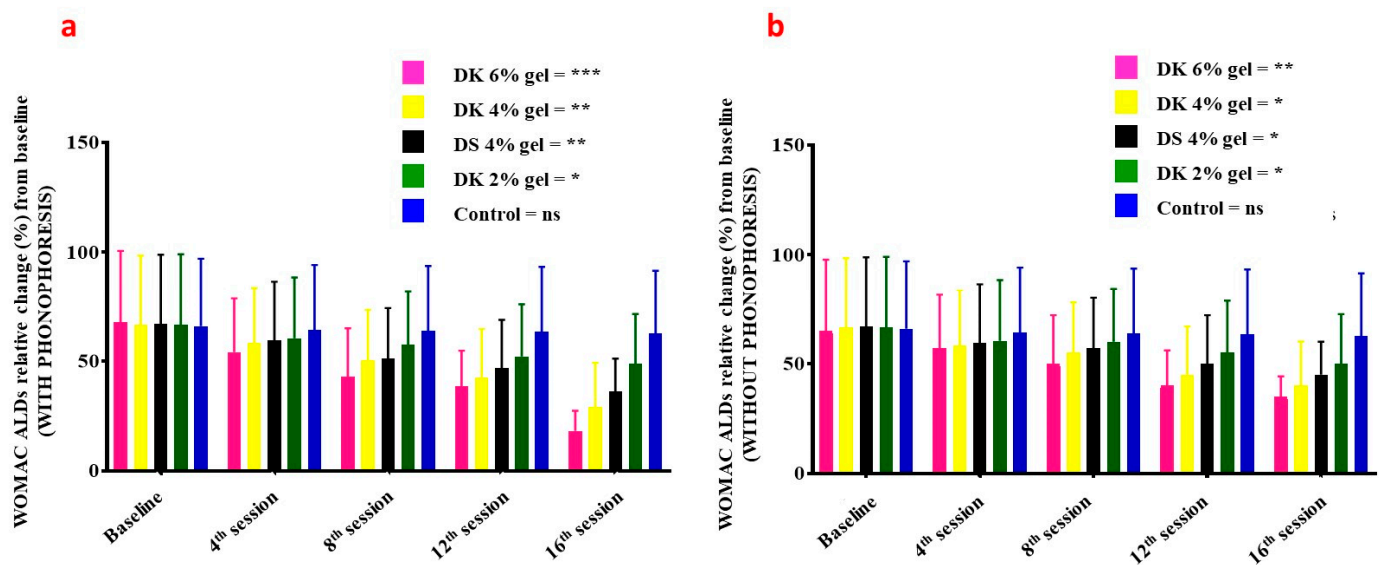 a
DK 6% gel = ***
DK 4% gel = **
DS 4% gel = **
DK 2% gel = *
Control = ns
WOMAC ALDs relative change (%) from baseline
(WITH PHONOPHORESIS)
150
100
50
0
Baseline
4th session
8th session
12th session
16th session
b
DK 6% gel = **
DK 4% gel = *
DS 4% gel = *
DK 2% gel = *
Control = ns
WOMAC ALDs relative change (%) from baseline
(WITHOUT PHONOPHORESIS)
150
100
50
0
Baseline
4th session
8th session
12th session
16th session